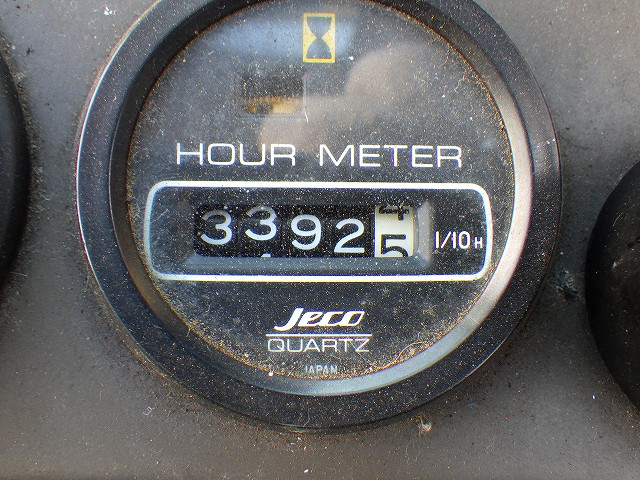 HOUR METER
33925 1/10H
Jeco
QUARTZ
JAPAN